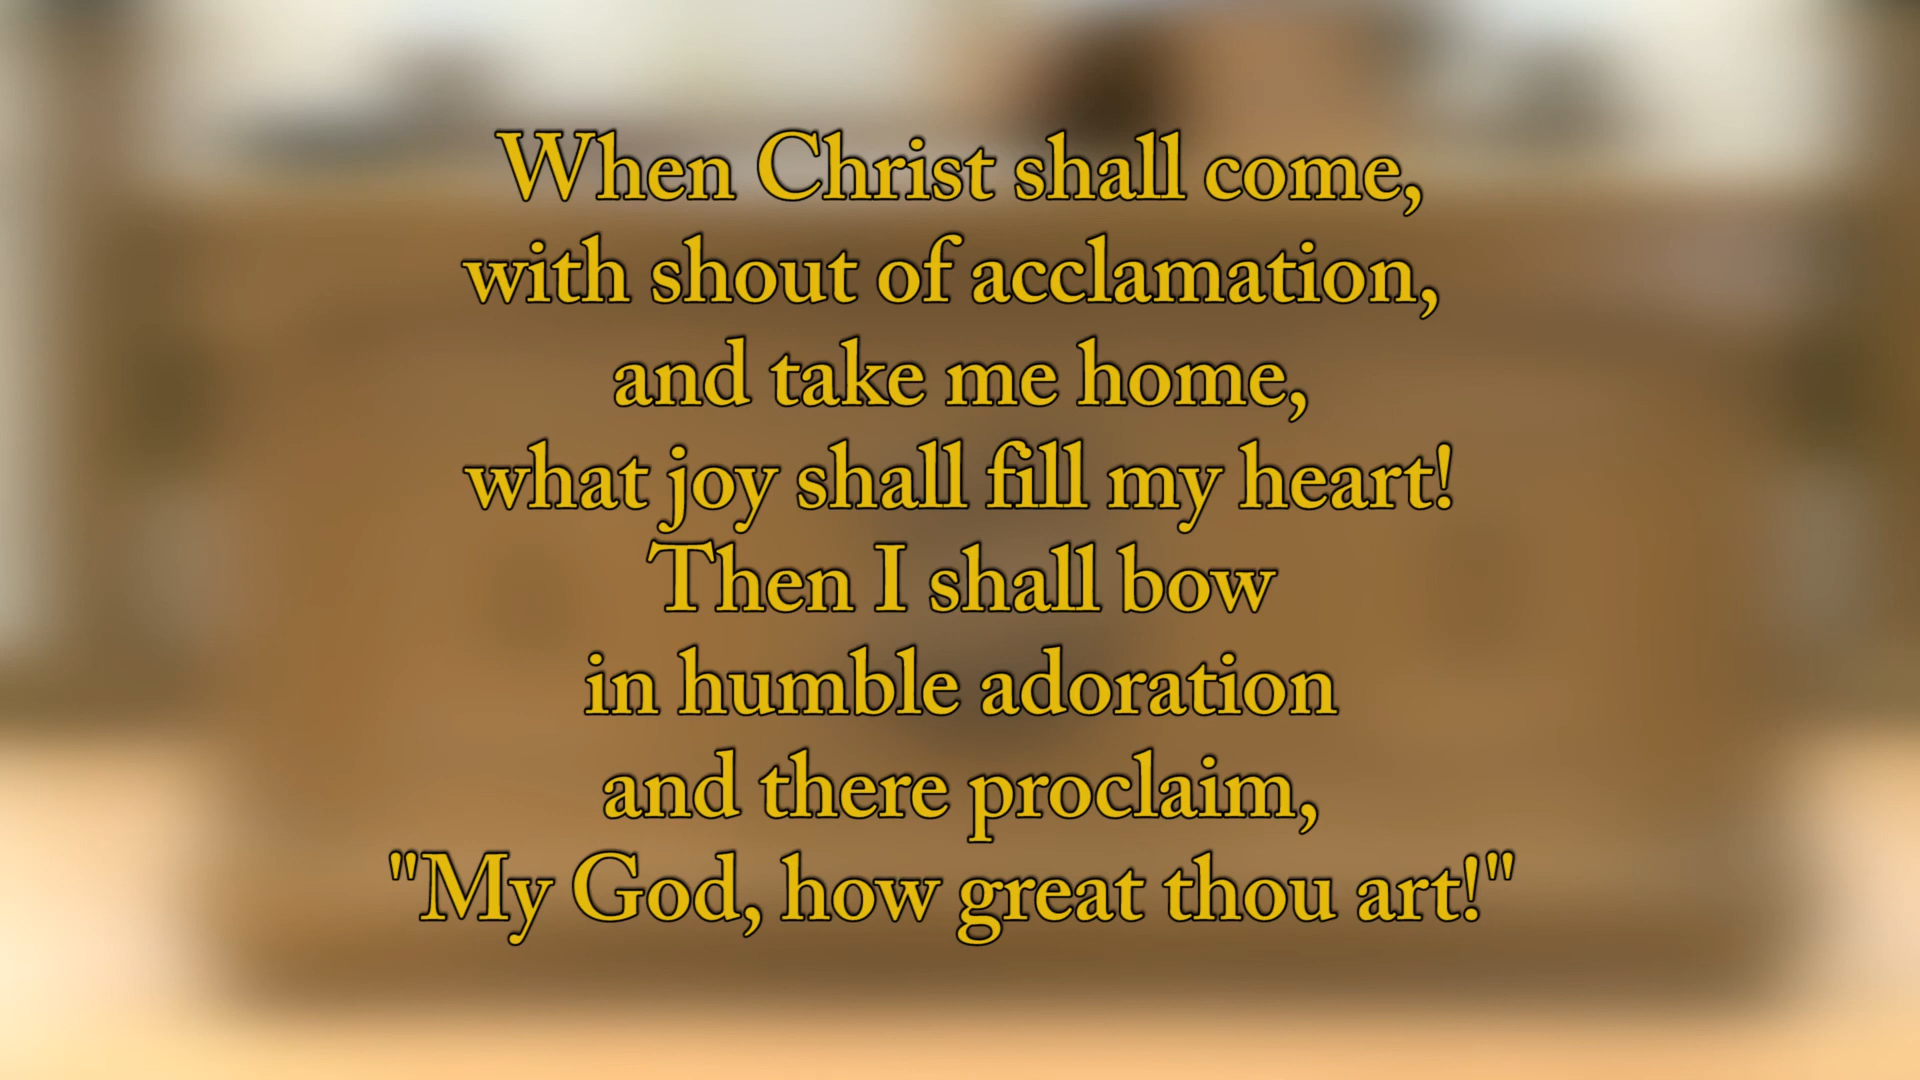 When Christ shall come,
with shout of acclamation,
and take me home,
what joy shall fill my heart!
Then I shall bow
in humble adoration
and there proclaim,
"My God, how great thou art!"